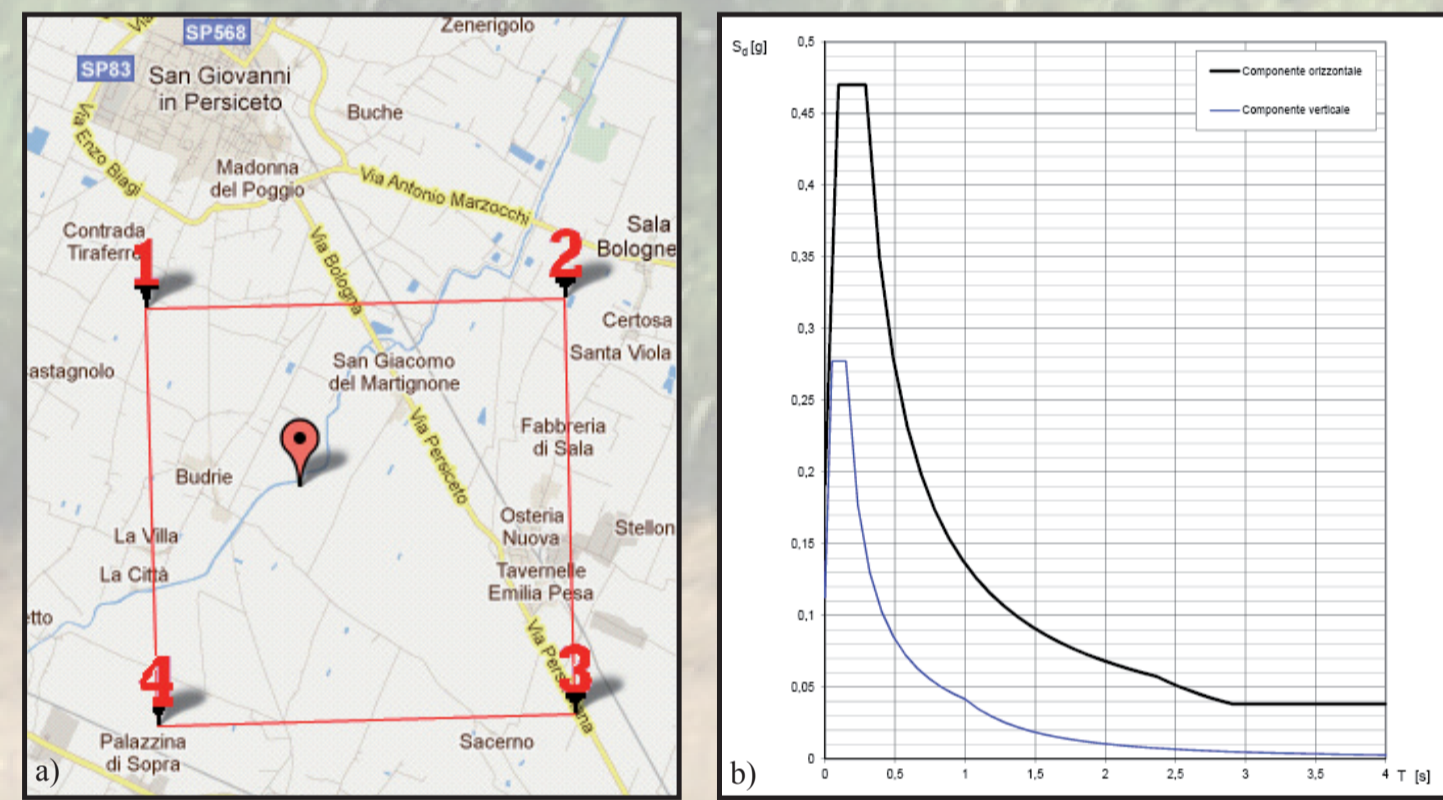 Via
SP568
Zenerigolo
SP83
San Giovanni
in Persiceto
Buche
Via Enzo Biagi
Madonna
del Poggio
Via Antonio Marzocchi
Contrada
Tiraferro
1
Via Bologna
2
Sala
Bologne
Certosa
Santa Viola
San Giacomo
del Martignone
astagnolo
Via Persiceto
Fabbreria
di Sala
Budrie
Osteria
Nuova
Stellon
La Villa
La Città
Tavernelle
Emilia Pesa
etto
Via Pers
na
4
3
Palazzina
di Sopra
Sacerno
a)
Sd [g]
0,5
0,45
0,4
0,35
0,3
0,25
0,2
0,15
0,1
0,05
0
Componente orizzontale
Componente verticale
0 0,5 1 1,5 2 2,5 3 3,5 4 T [s]
b)